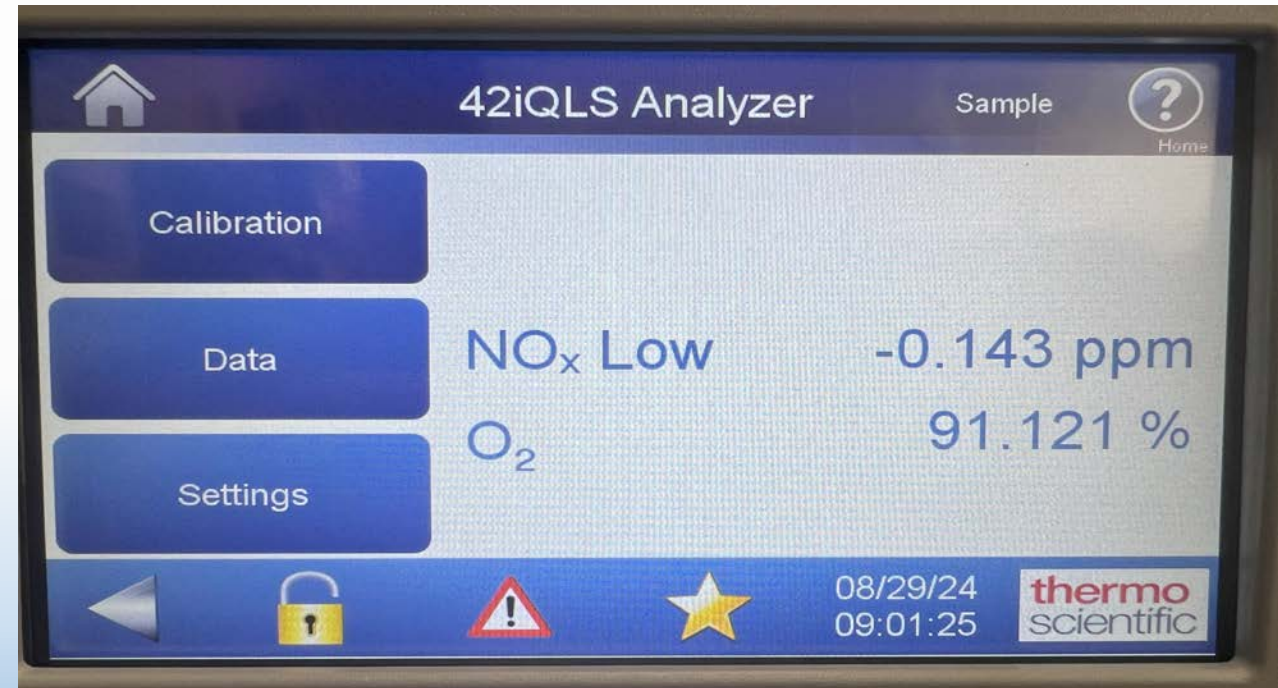 42iQLS Analyzer
Sample
?
Home
Calibration
Data
Settings
NOₓ Low -0.143 ppm
O₂ 91.121 %
08/29/24
09:01:25
thermo
scientific